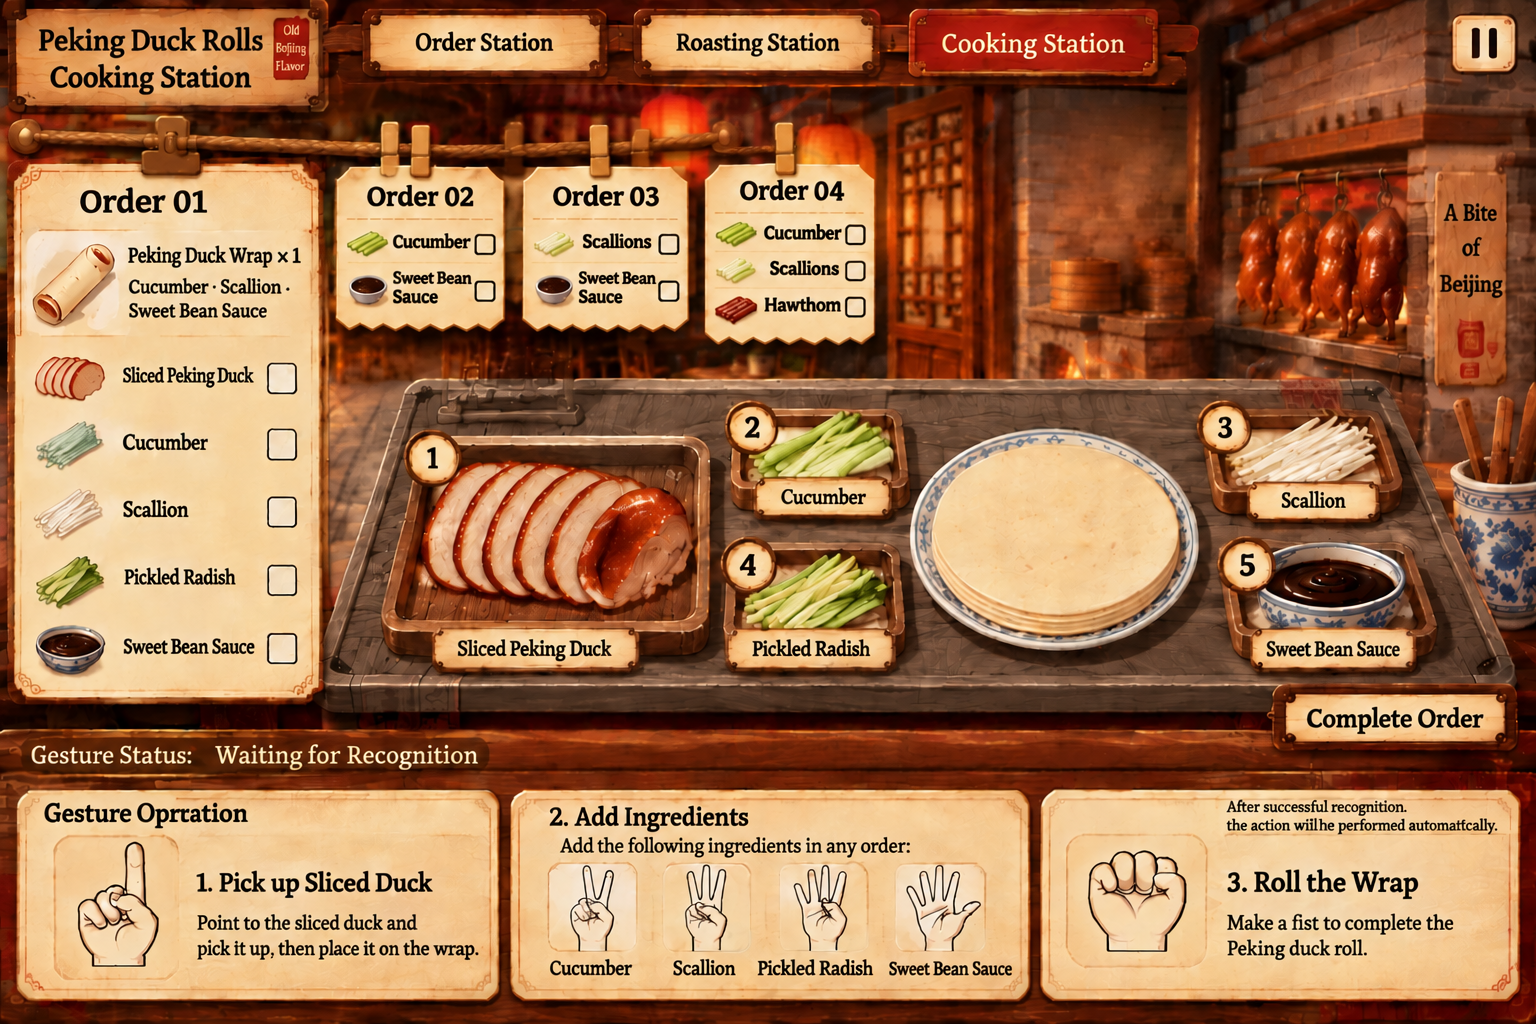 Peking Duck Rolls
Cooking Station
Old
Boijing
Flavor
Order Station
Roasting Station
Cooking Station
Order 01
Peking Duck Wrap × 1
Cucumber · Scallion ·
Sweet Bean Sauce
Sliced Peking Duck
Cucumber
Scallion
Pickled Radish
Sweet Bean Sauce
Order 02
Cucumber
Sweet Bean
Sauce
Order 03
Scallions
Sweet Bean
Sauce
Order 04
Cucumber
Scallions
Hawthom
A Bite
of
Beijing
1
Sliced Peking Duck
2
Cucumber
3
Scallion
4
Pickled Radish
5
Sweet Bean Sauce
Complete Order
Gesture Status: Waiting for Recognition
Gesture Oprration
1. Pick up Sliced Duck
Point to the sliced duck and
pick it up, then place it on the wrap.
2. Add Ingredients
Add the following ingredients in any order:
Cucumber
Scallion
Pickled Radish
Sweet Bean Sauce
After successful recognition.
the action willhe performed automatfcally.
3. Roll the Wrap
Make a fist to complete the
Peking duck roll.